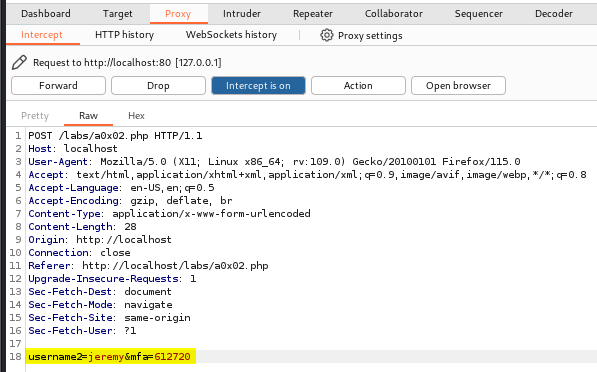 Dashboard Target Proxy Intruder Repeater Collaborator Sequencer Decoder
Intercept HTTP history WebSockets history Proxy settings
Request to http://localhost:80 [127.0.0.1]
Forward Drop Intercept is on Action Open browser
Pretty Raw Hex
1 POST /labs/a0x02.php HTTP/1.1
2 Host: localhost
3 User-Agent: Mozilla/5.0 (X11; Linux x86_64; rv:109.0) Gecko/20100101 Firefox/115.0
4 Accept: text/html,application/xhtml+xml,application/xml;q=0.9,image/avif,image/webp,*/*;q=0.8
5 Accept-Language: en-US,en;q=0.5
6 Accept-Encoding: gzip, deflate, br
7 Content-Type: application/x-www-form-urlencoded
8 Content-Length: 28
9 Origin: http://localhost
10 Connection: close
11 Referer: http://localhost/labs/a0x02.php
12 Upgrade-Insecure-Requests: 1
13 Sec-Fetch-Dest: document
14 Sec-Fetch-Mode: navigate
15 Sec-Fetch-Site: same-origin
16 Sec-Fetch-User: ?1
17
18 username2=jeremy&mfa=612720